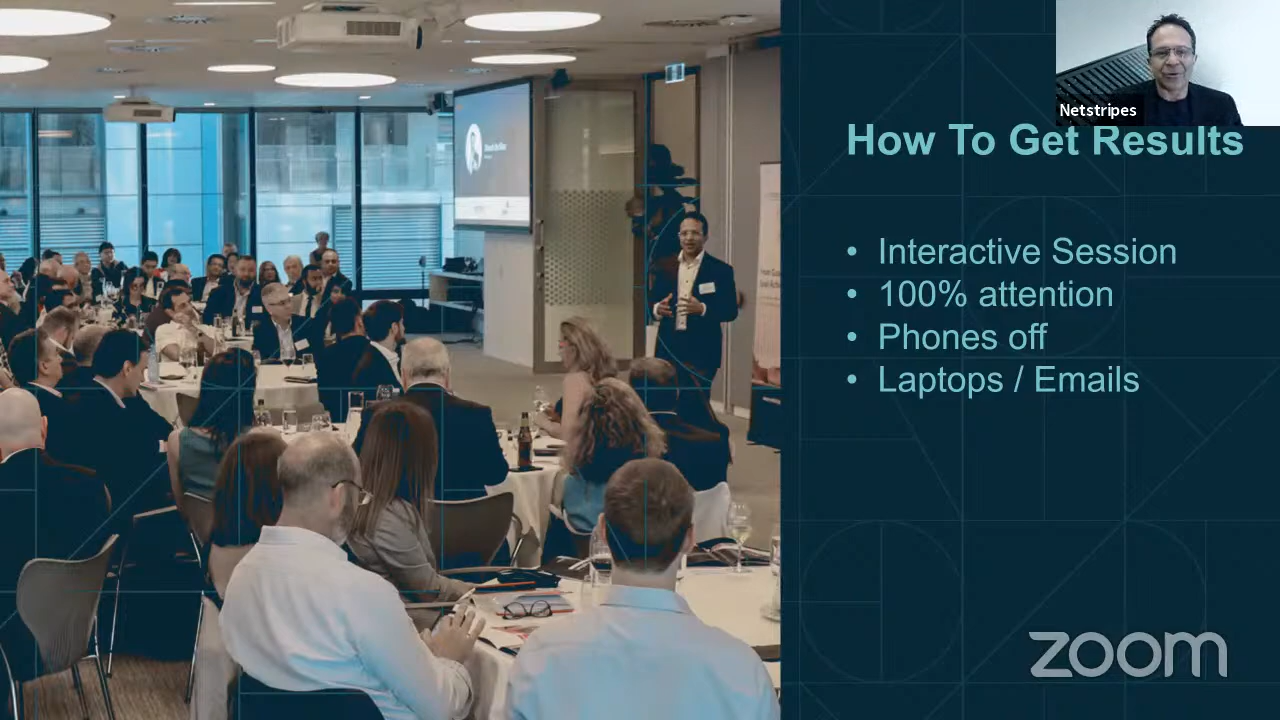 Netstripes
How To Get Results
• Interactive Session
• 100% attention
• Phones off
• Laptops / Emails
zoom